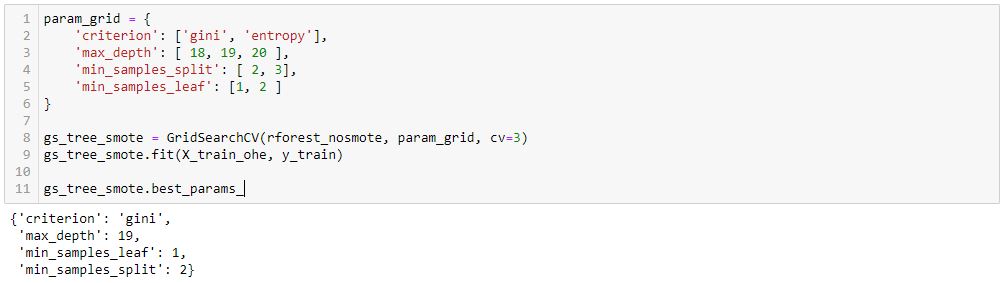 1 param_grid = {
2     'criterion': ['gini', 'entropy'],
3     'max_depth': [ 18, 19, 20 ],
4     'min_samples_split': [ 2, 3],
5     'min_samples_leaf': [1, 2 ]
6 }
7
8 gs_tree_smote = GridSearchCV(rforest_nosmote, param_grid, cv=3)
9 gs_tree_smote.fit(X_train_ohe, y_train)
10
11 gs_tree_smote.best_params_
{'criterion': 'gini',
 'max_depth': 19,
 'min_samples_leaf': 1,
 'min_samples_split': 2}